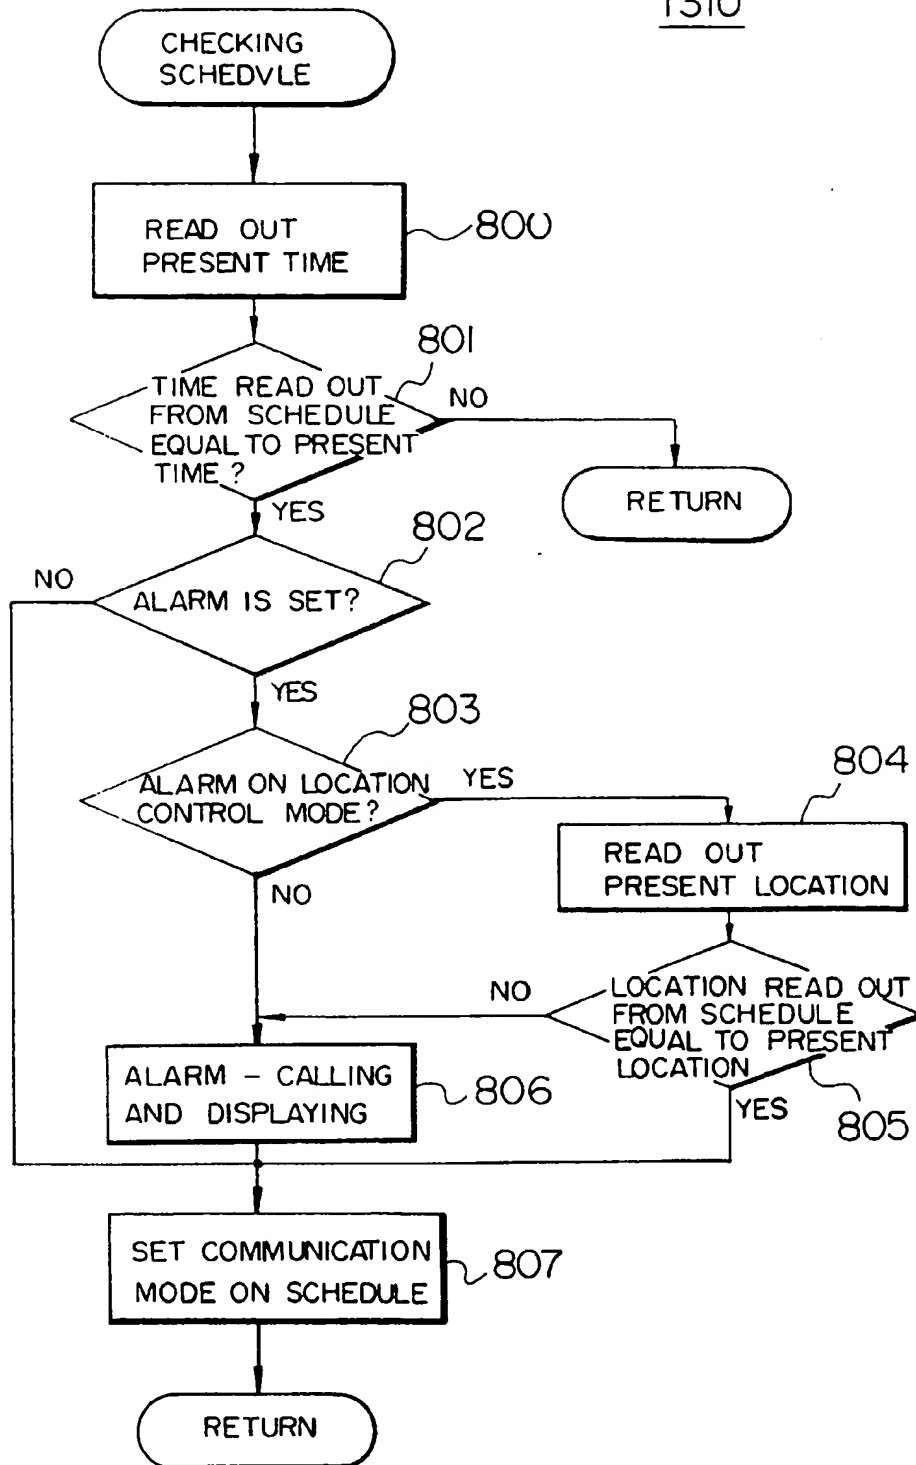 1310
CHECKING
SCHEDVLE
READ OUT
PRESENT TIME
800
801
TIME READ OUT
FROM SCHEDULE
EQUAL TO PRESENT
TIME?
NO
RETURN
YES
802
NO
ALARM IS SET?
YES
803
ALARM ON LOCATION
CONTROL MODE?
YES
804
READ OUT
PRESENT LOCATION
NO
NO
LOCATION READ OUT
FROM SCHEDULE
EQUAL TO PRESENT
LOCATION
ALARM – CALLING
AND DISPLAYING
806
YES
805
SET COMMUNICATION
MODE ON SCHEDULE
807
RETURN